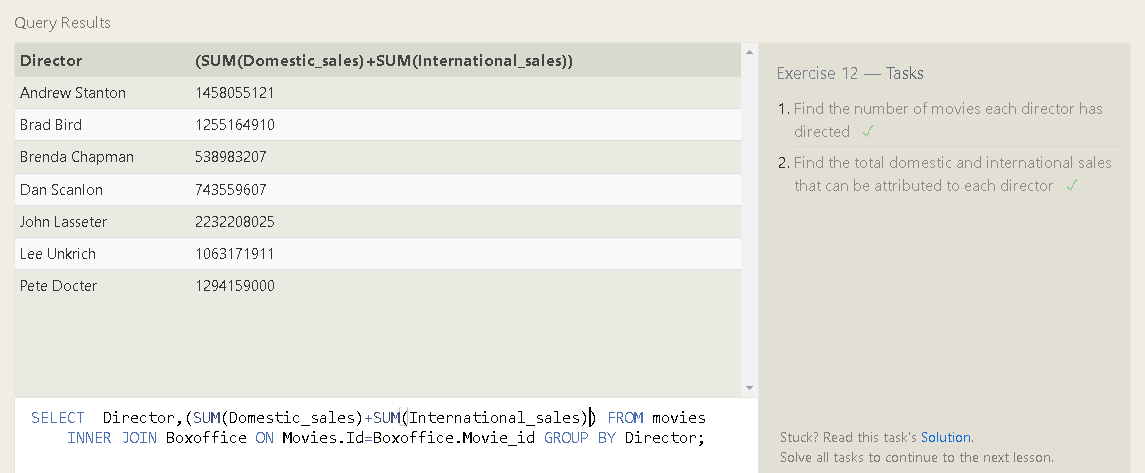 Query Results
Director (SUM(Domestic_sales)+SUM(International_sales))
Andrew Stanton 1458055121
Brad Bird 1255164910
Brenda Chapman 538983207
Dan Scanlon 743559607
John Lasseter 2232208025
Lee Unkrich 1063171911
Pete Docter 1294159000
SELECT  Director,(SUM(Domestic_sales)+SUM(International_sales)) FROM movies
INNER JOIN Boxoffice ON Movies.Id=Boxoffice.Movie_id GROUP BY Director;
Exercise 12 — Tasks
1. Find the number of movies each director has
directed ✓
2. Find the total domestic and international sales
that can be attributed to each director ✓
Stuck? Read this task's Solution.
Solve all tasks to continue to the next lesson.